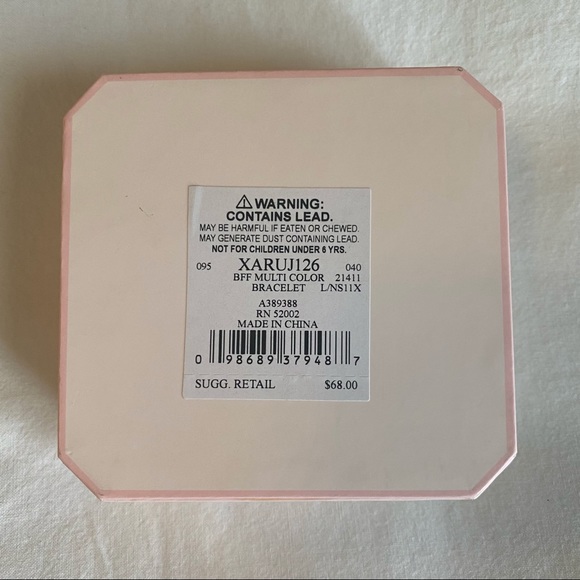 ⚠ WARNING:
CONTAINS LEAD.
MAY BE HARMFUL IF EATEN OR CHEWED.
MAY GENERATE DUST CONTAINING LEAD.
NOT FOR CHILDREN UNDER 6 YRS.
095 XARUJ126 040
BFF MULTI COLOR 21411
BRACELET L/NS11X
A389388
RN 52002
MADE IN CHINA
0 98689 37948 7
SUGG. RETAIL $68.00